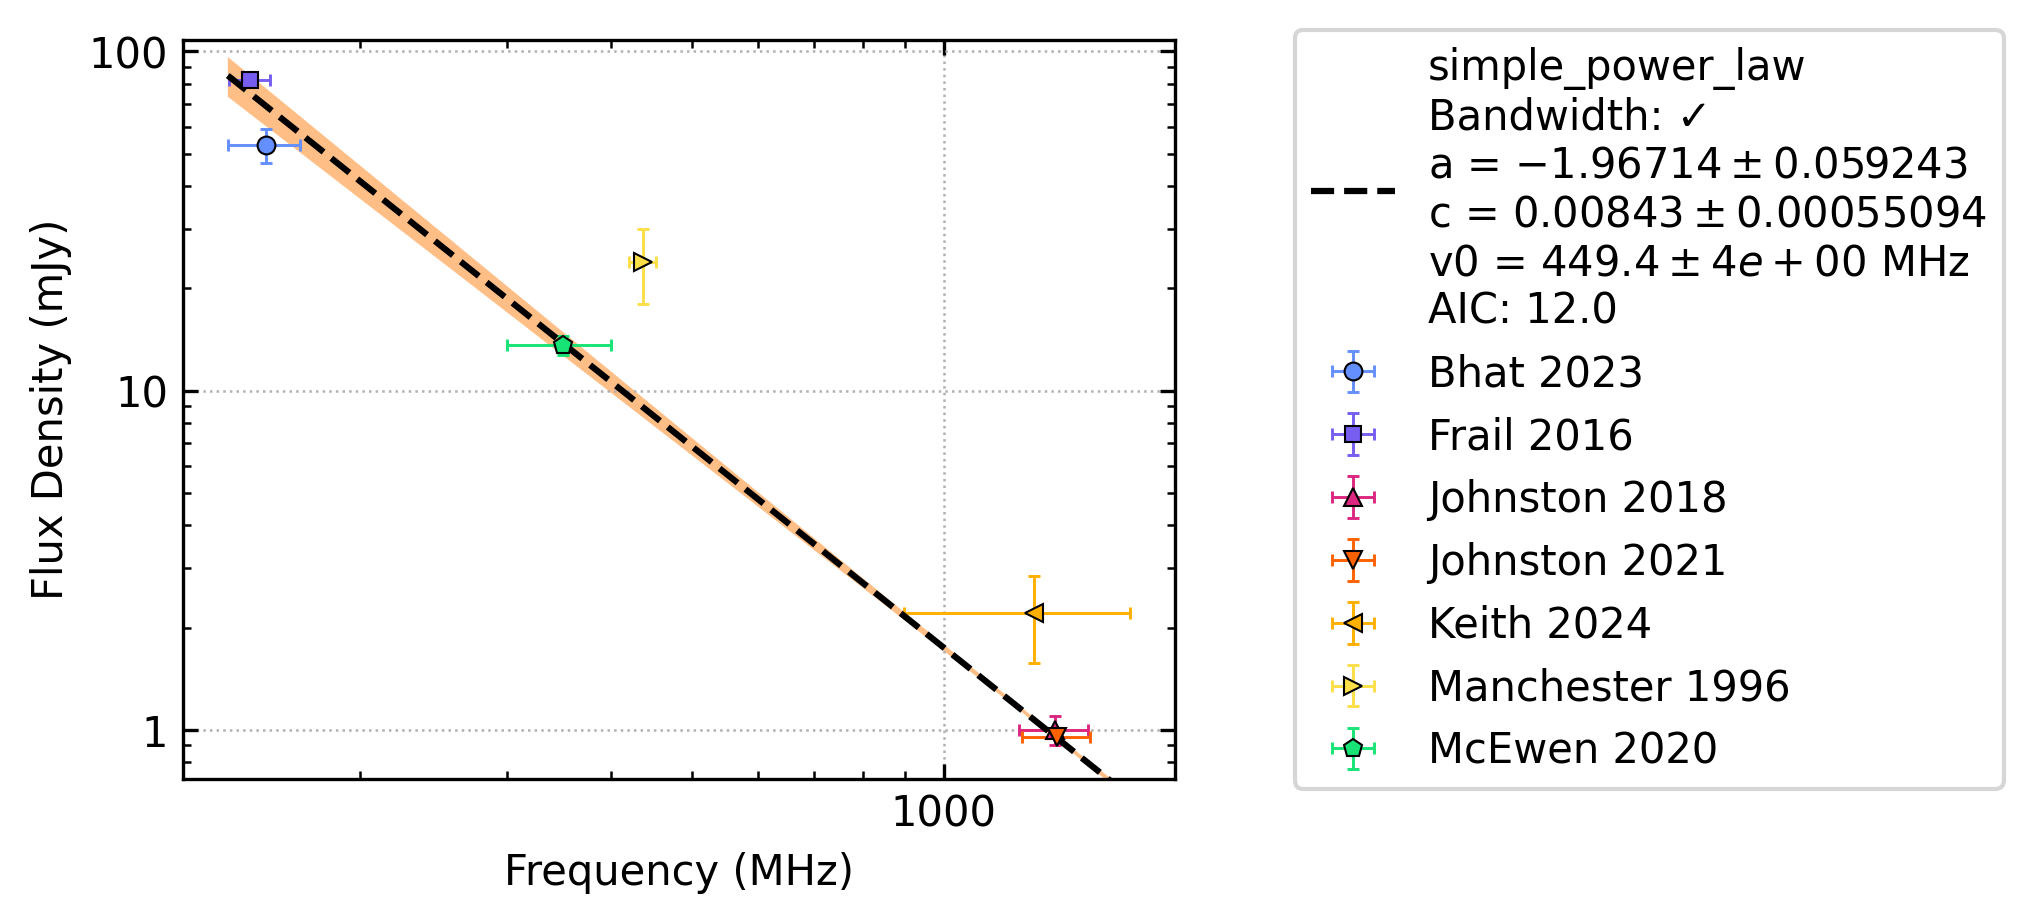 100
10
1
Flux Density (mJy)
1000
Frequency (MHz)
simple_power_law
Bandwidth: ✓
a = −1.96714 ± 0.059243
c = 0.00843 ± 0.00055094
v0 = 449.4 ± 4e + 00 MHz
AIC: 12.0
Bhat 2023
Frail 2016
Johnston 2018
Johnston 2021
Keith 2024
Manchester 1996
McEwen 2020